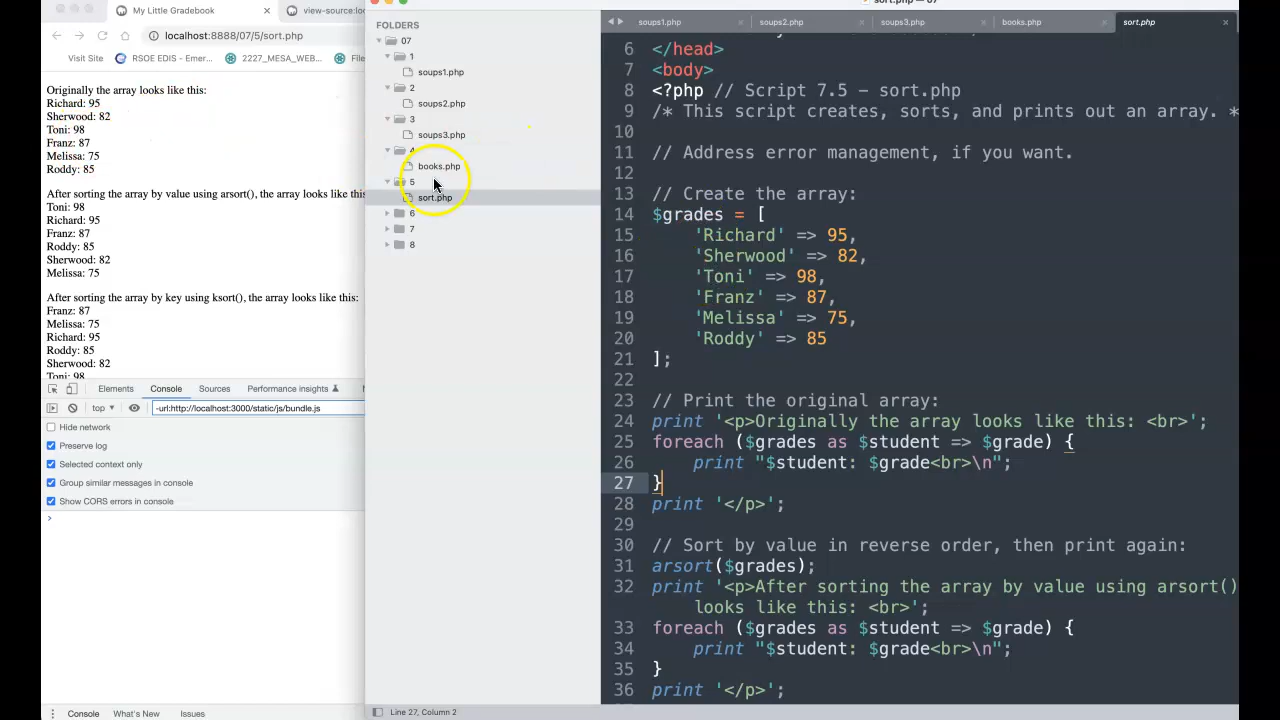 My Little Gradebook
view-source:loc
localhost:8888/07/5/sort.php
Visit Site
RSOE EDIS - Emer...
2227_MESA_WEB...
File
Originally the array looks like this:
Richard: 95
Sherwood: 82
Toni: 98
Franz: 87
Melissa: 75
Roddy: 85
After sorting the array by value using arsort(), the array looks like this
Toni: 98
Richard: 95
Franz: 87
Roddy: 85
Sherwood: 82
Melissa: 75
After sorting the array by key using ksort(), the array looks like this:
Franz: 87
Melissa: 75
Richard: 95
Roddy: 85
Sherwood: 82
Toni: 98
Elements
Console
Sources
Performance insights
top
-url:http://localhost:3000/static/js/bundle.js
Hide network
Preserve log
Selected context only
Group similar messages in console
Show CORS errors in console
Console
What's New
Issues
FOLDERS
07
1
soups1.php
2
soups2.php
3
soups3.php
4
books.php
5
sort.php
6
7
8
Line 27, Column 2
soups1.php
soups2.php
soups3.php
books.php
sort.php
6 </head>
7 <body>
8 <?php // Script 7.5 - sort.php
9 /* This script creates, sorts, and prints out an array. *
10
11 // Address error management, if you want.
12
13 // Create the array:
14 $grades = [
15 'Richard' => 95,
16 'Sherwood' => 82,
17 'Toni' => 98,
18 'Franz' => 87,
19 'Melissa' => 75,
20 'Roddy' => 85
21 ];
22
23 // Print the original array:
24 print '<p>Originally the array looks like this: <br>';
25 foreach ($grades as $student => $grade) {
26 print "$student: $grade<br>\n";
27 }
28 print '</p>';
29
30 // Sort by value in reverse order, then print again:
31 arsort($grades);
32 print '<p>After sorting the array by value using arsort()
looks like this: <br>';
33 foreach ($grades as $student => $grade) {
34 print "$student: $grade<br>\n";
35 }
36 print '</p>';